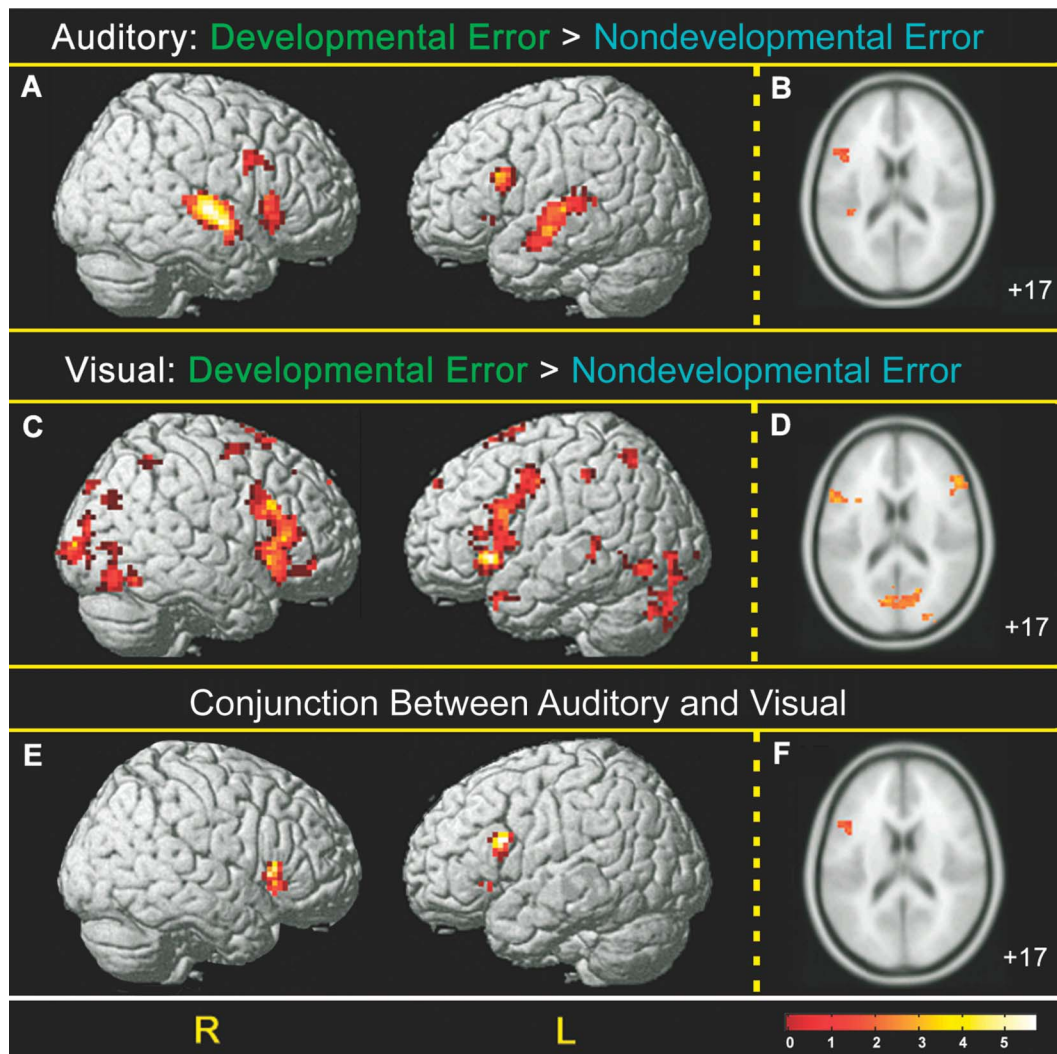 Auditory: Developmental Error > Nondevelopmental Error
A
B
+17
Visual: Developmental Error > Nondevelopmental Error
C
D
+17
Conjunction Between Auditory and Visual
E
F
+17
R L
0 1 2 3 4 5